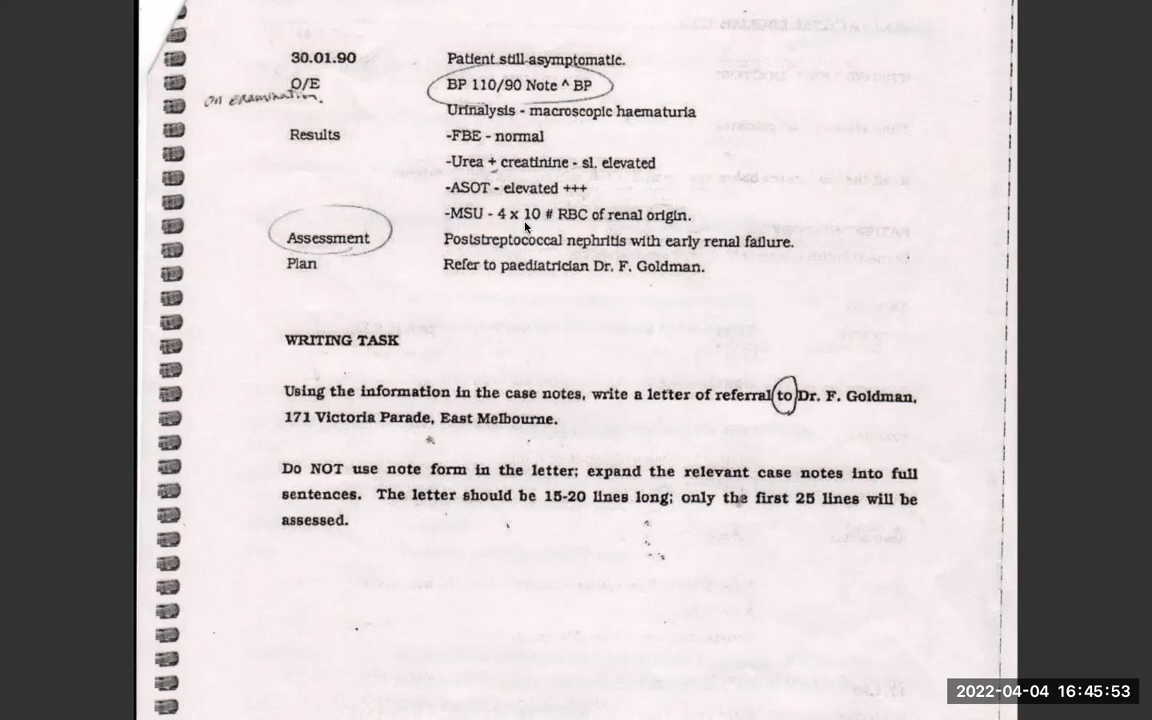 30.01.90 Patient still asymptomatic.
O/E BP 110/90 Note ^ BP
on examination.
Urinalysis - macroscopic haematuria
Results -FBE - normal
-Urea + creatinine - sl. elevated
-ASOT - elevated +++
-MSU - 4 x 10 # RBC of renal origin.
Assessment Poststreptococcal nephritis with early renal failure.
Plan Refer to paediatrician Dr. F. Goldman.
WRITING TASK
Using the information in the case notes, write a letter of referral to Dr. F. Goldman,
171 Victoria Parade, East Melbourne.
Do NOT use note form in the letter; expand the relevant case notes into full
sentences. The letter should be 15-20 lines long; only the first 25 lines will be
assessed.
2022-04-04 16:45:53